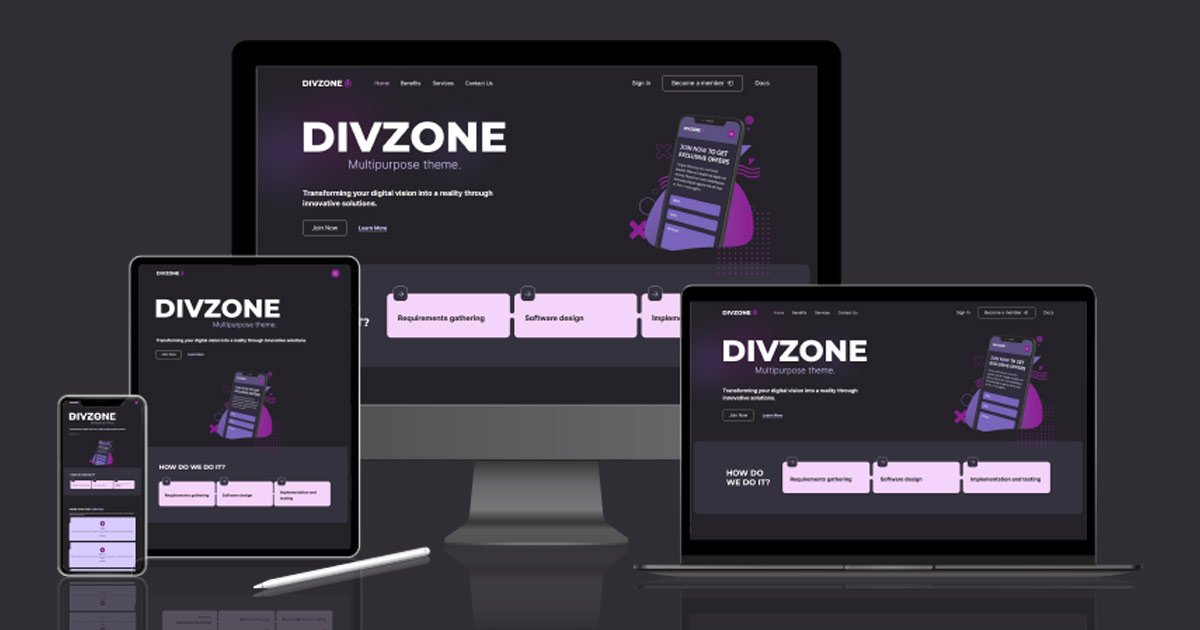 DIVZONE
Home Benefits Services Contact Us
Sign In Become a member Docs
DIVZONE
Multipurpose theme.
Transforming your digital vision into a reality through
innovative solutions.
Join Now Learn More
DIVZONE
JOIN NOW TO GET
EXCLUSIVE OFFERS
IT?
Requirements gathering
Software design
Impleme
DIVZONE
DIVZONE
Multipurpose theme.
Transforming your digital vision into a reality through innovative solutions.
Join Now Learn More
HOW DO WE DO IT?
Requirements gathering
Software design
Implementation and
testing
DIVZONE
DIVZONE
Home Benefits Services Contact Us
Sign In Become a member Docs
DIVZONE
Multipurpose theme.
Transforming your digital vision into a reality through
innovative solutions.
Join Now Learn More
JOIN NOW TO GET
EXCLUSIVE OFFERS
HOW DO
WE DO IT?
Requirements gathering
Software design
Implementation and testing